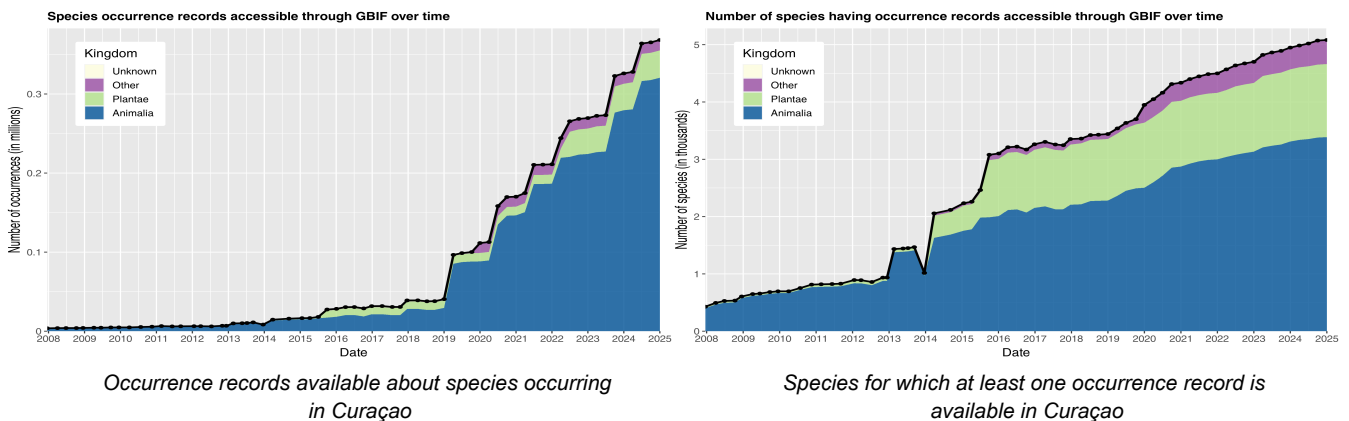 Species occurrence records accessible through GBIF over time
Number of occurrences (in millions)
0.3
0.2
0.1
0
Kingdom
Unknown
Other
Plantae
Animalia
2008 2009 2010 2011 2012 2013 2014 2015 2016 2017 2018 2019 2020 2021 2022 2023 2024 2025
Date
Occurrence records available about species occurring
in Curaçao
Number of species having occurrence records accessible through GBIF over time
Number of species (in thousands)
5
4
3
2
1
0
Kingdom
Unknown
Other
Plantae
Animalia
2008 2009 2010 2011 2012 2013 2014 2015 2016 2017 2018 2019 2020 2021 2022 2023 2024 2025
Date
Species for which at least one occurrence record is
available in Curaçao